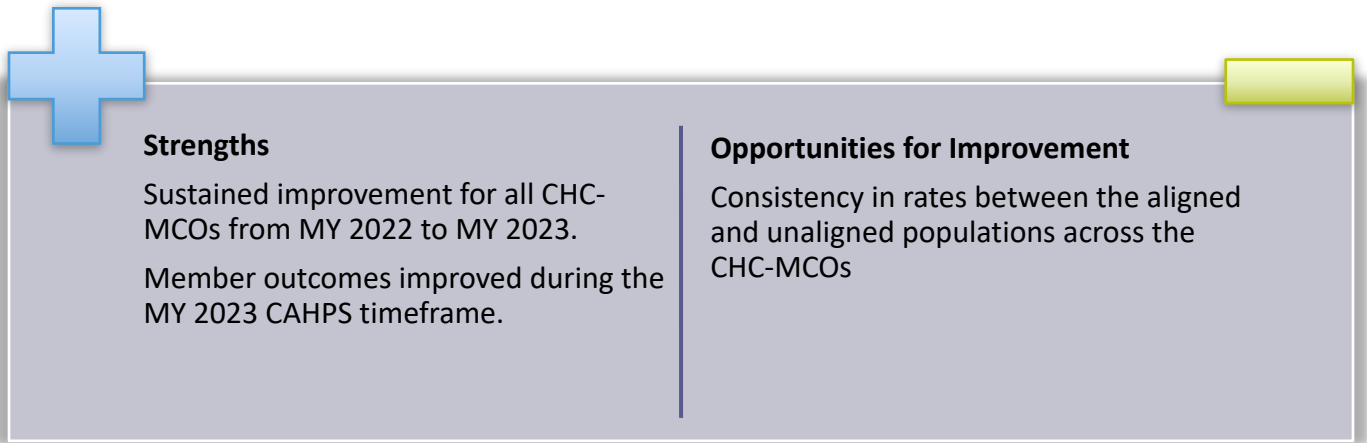 Strengths
Sustained improvement for all CHC-
MCOs from MY 2022 to MY 2023.
Member outcomes improved during the
MY 2023 CAHPS timeframe.
Opportunities for Improvement
Consistency in rates between the aligned
and unaligned populations across the
CHC-MCOs